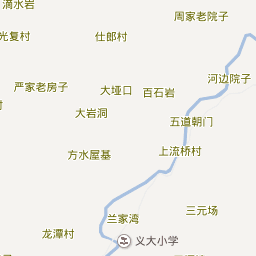 滴水岩
周家老院子
光复村
仕郎村
河边院子
严家老房子
大垭口
百石岩
大岩洞
五道朝门
方水屋基
上流桥村
兰家湾
三元场
龙潭村
义大小学